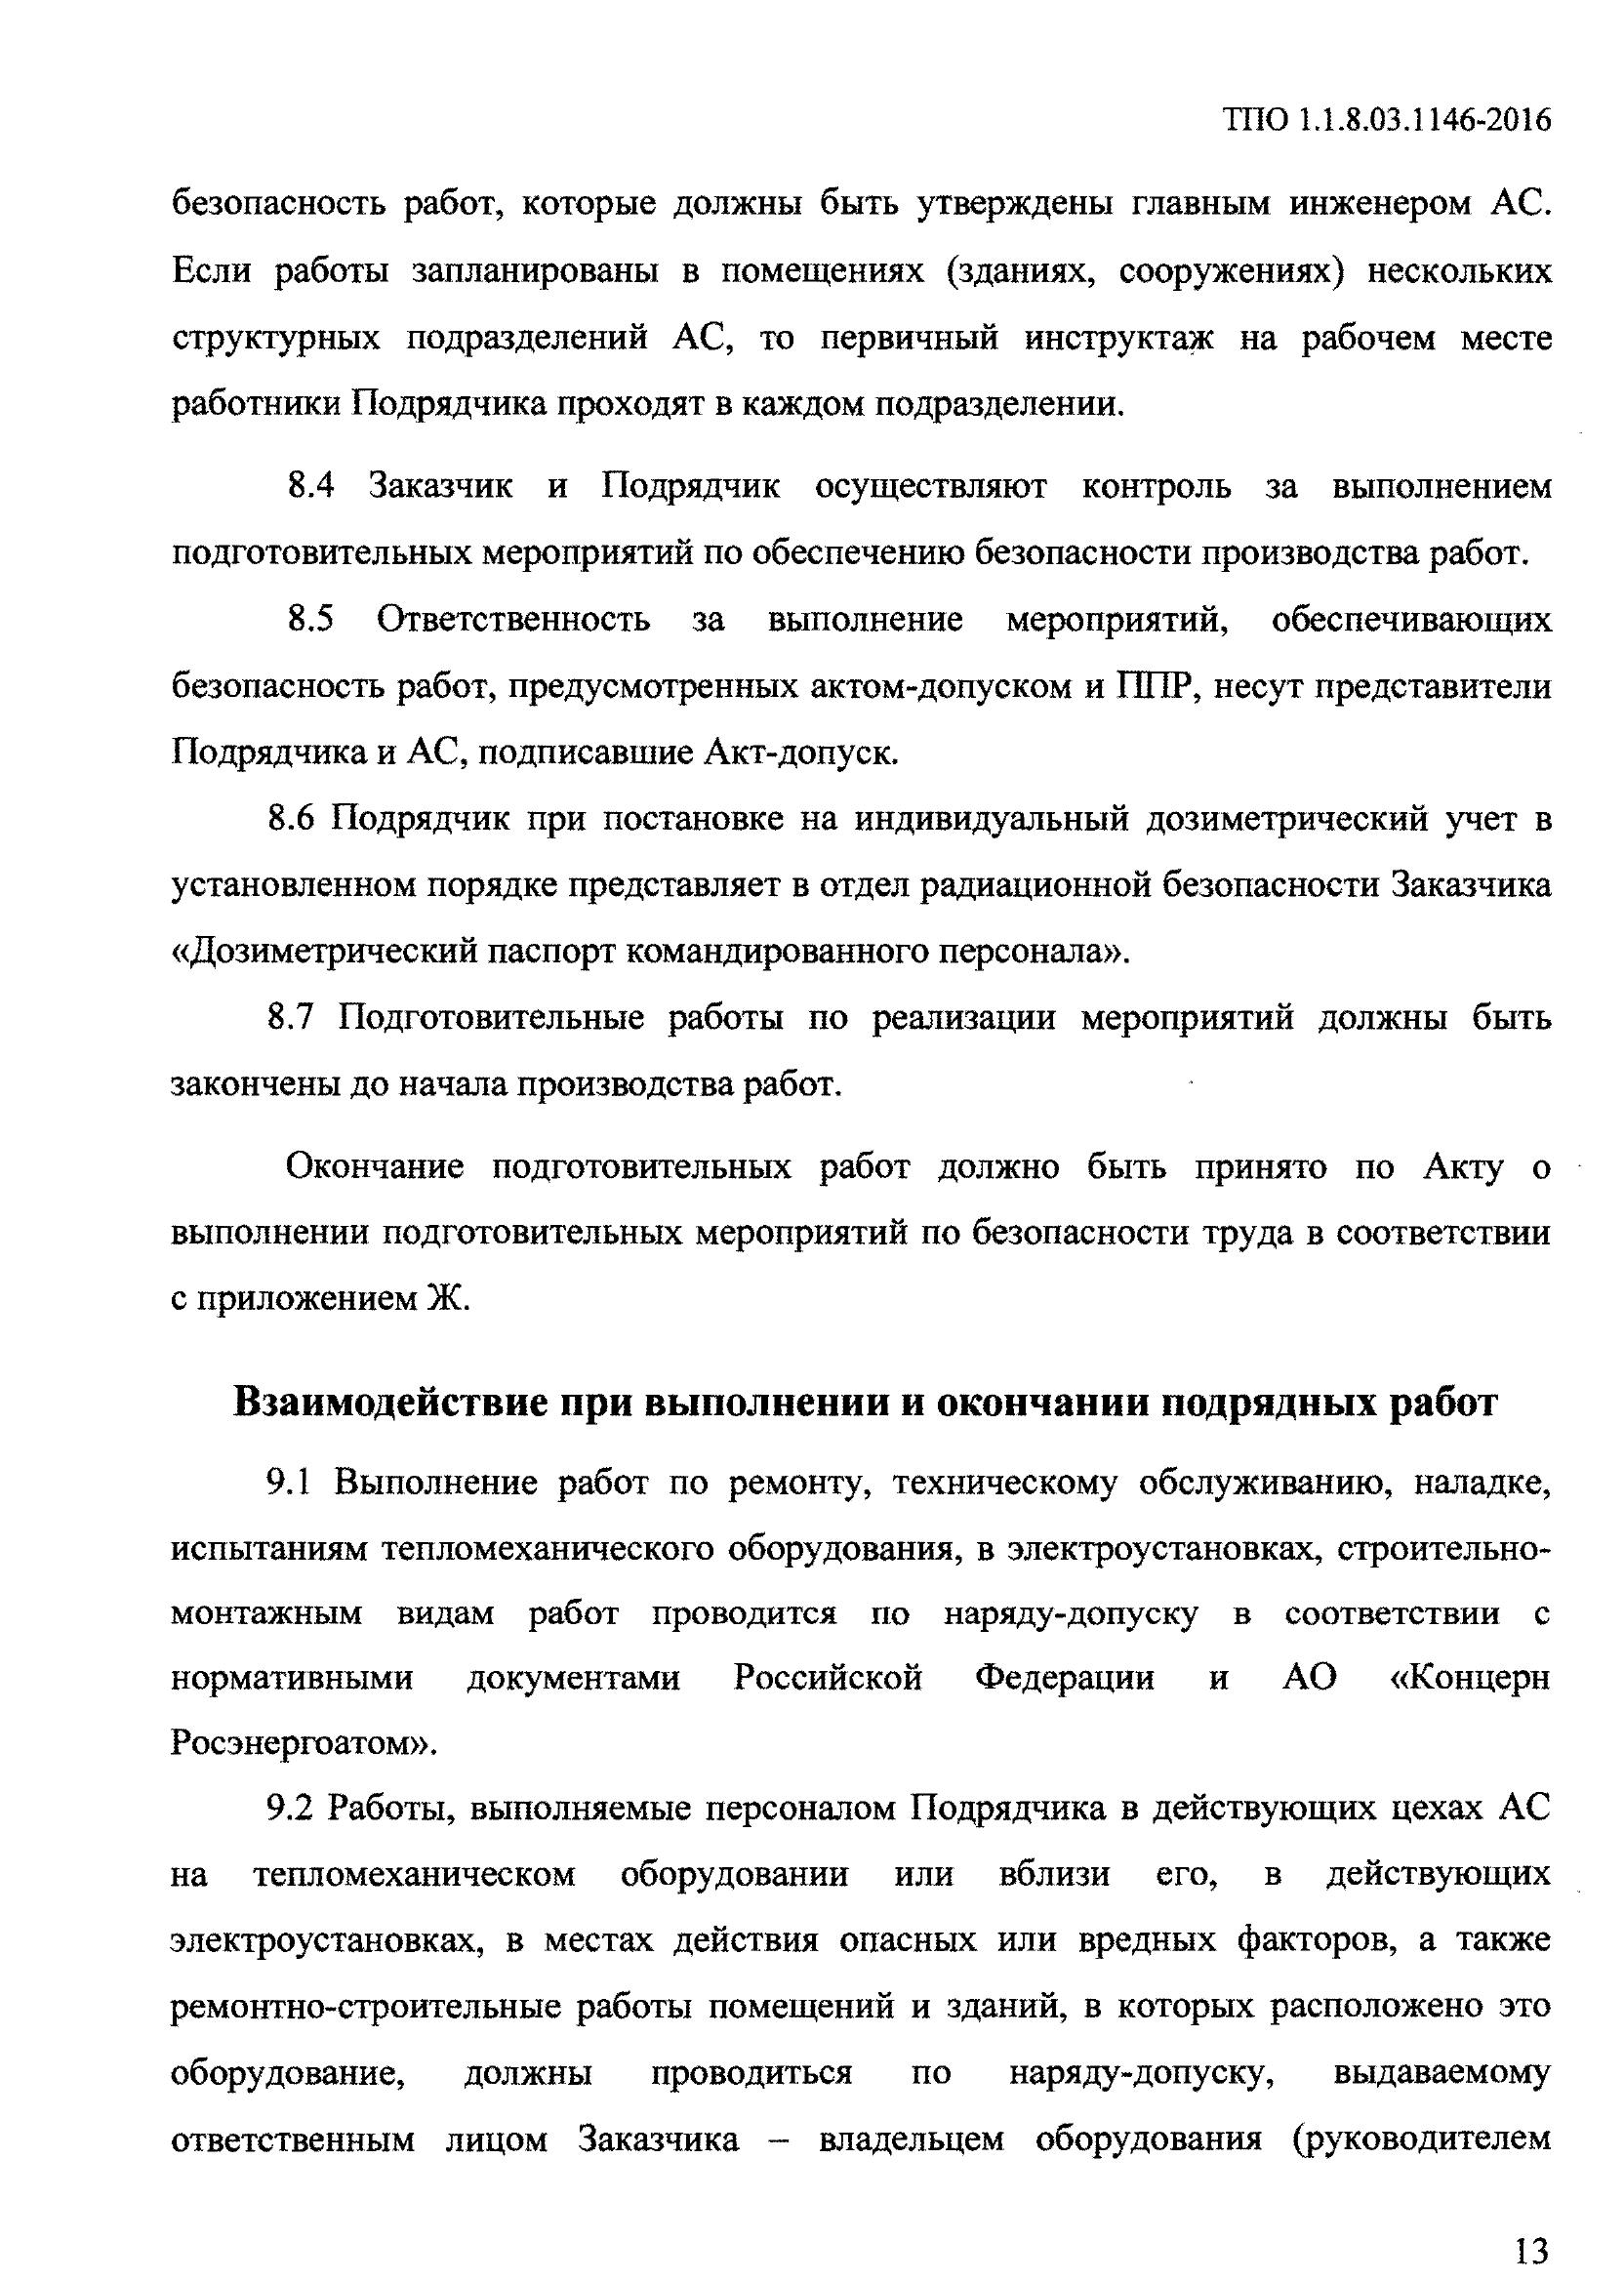 ТПО 1.1.8.03.1146-2016
безопасность работ, которые должны быть утверждены главным инженером АС.
Если работы запланированы в помещениях (зданиях, сооружениях) нескольких
структурных подразделений АС, то первичный инструктаж на рабочем месте
работники Подрядчика проходят в каждом подразделении.
8.4 Заказчик и Подрядчик осуществляют контроль за выполнением
подготовительных мероприятий по обеспечению безопасности производства работ.
8.5 Ответственность за выполнение мероприятий, обеспечивающих
безопасность работ, предусмотренных актом-допуском и ППР, несут представители
Подрядчика и АС, подписавшие Акт-допуск.
8.6 Подрядчик при постановке на индивидуальный дозиметрический учет в
установленном порядке представляет в отдел радиационной безопасности Заказчика
«Дозиметрический паспорт командированного персонала».
8.7 Подготовительные работы по реализации мероприятий должны быть
закончены до начала производства работ.
Окончание подготовительных работ должно быть принято по Акту о
выполнении подготовительных мероприятий по безопасности труда в соответствии
с приложением Ж.
Взаимодействие при выполнении и окончании подрядных работ
9.1 Выполнение работ по ремонту, техническому обслуживанию, наладке,
испытаниям тепломеханического оборудования, в электроустановках, строительно-
монтажным видам работ проводится по наряду-допуску в соответствии с
нормативными документами Российской Федерации и АО «Концерн
Росэнергоатом».
9.2 Работы, выполняемые персоналом Подрядчика в действующих цехах АС
на тепломеханическом оборудовании или вблизи его, в действующих
электроустановках, в местах действия опасных или вредных факторов, а также
ремонтно-строительные работы помещений и зданий, в которых расположено это
оборудование, должны проводиться по наряду-допуску, выдаваемому
ответственным лицом Заказчика – владельцем оборудования (руководителем
13